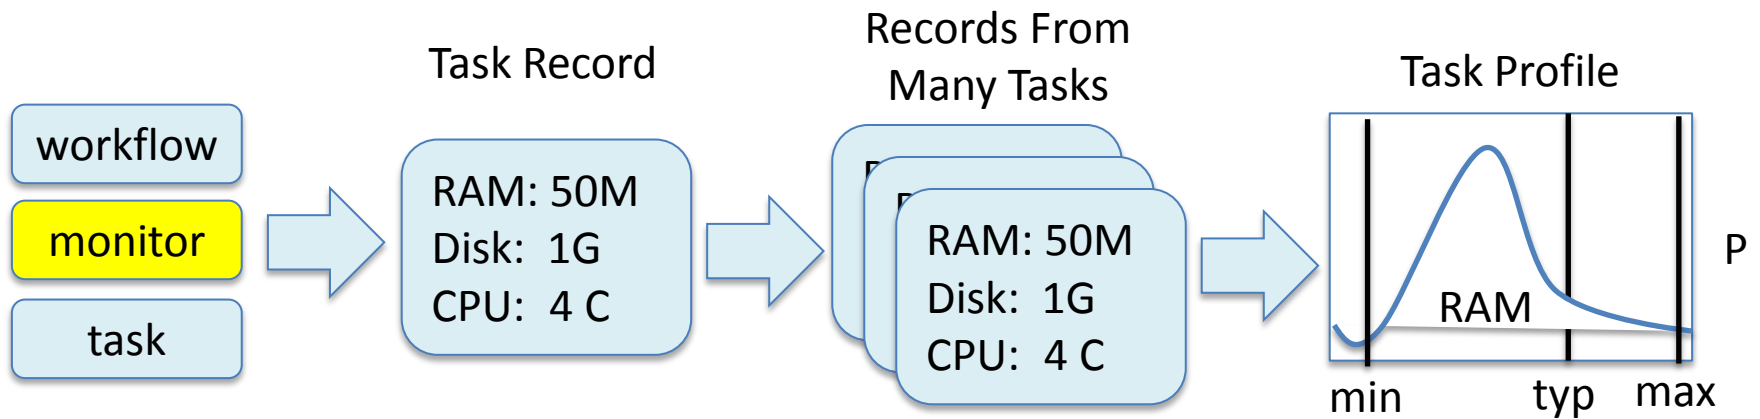 workflow
monitor
task
Task Record
RAM: 50M
Disk: 1G
CPU: 4 C
Records From
Many Tasks
RAM: 50M
Disk: 1G
CPU: 4 C
Task Profile
RAM
P
min
typ
max